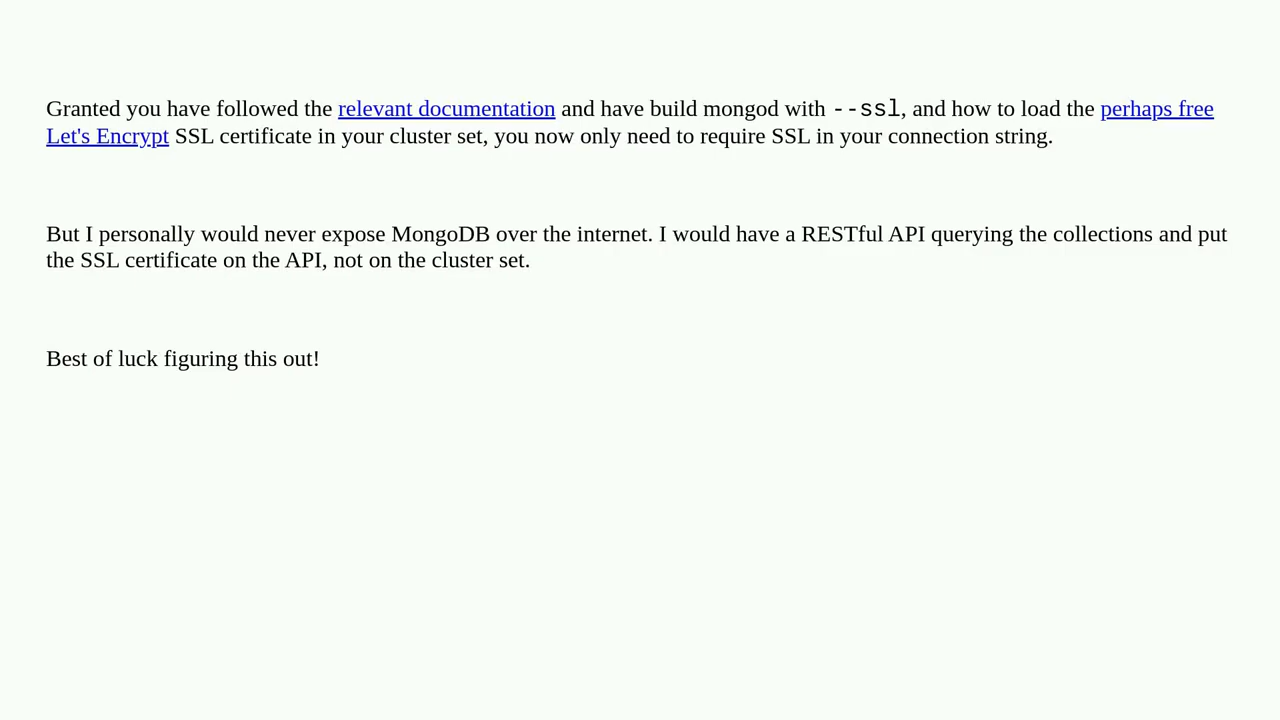 Granted you have followed the relevant documentation and have build mongod with --ssl, and how to load the perhaps free
Let's Encrypt SSL certificate in your cluster set, you now only need to require SSL in your connection string.
But I personally would never expose MongoDB over the internet. I would have a RESTful API querying the collections and put
the SSL certificate on the API, not on the cluster set.
Best of luck figuring this out!